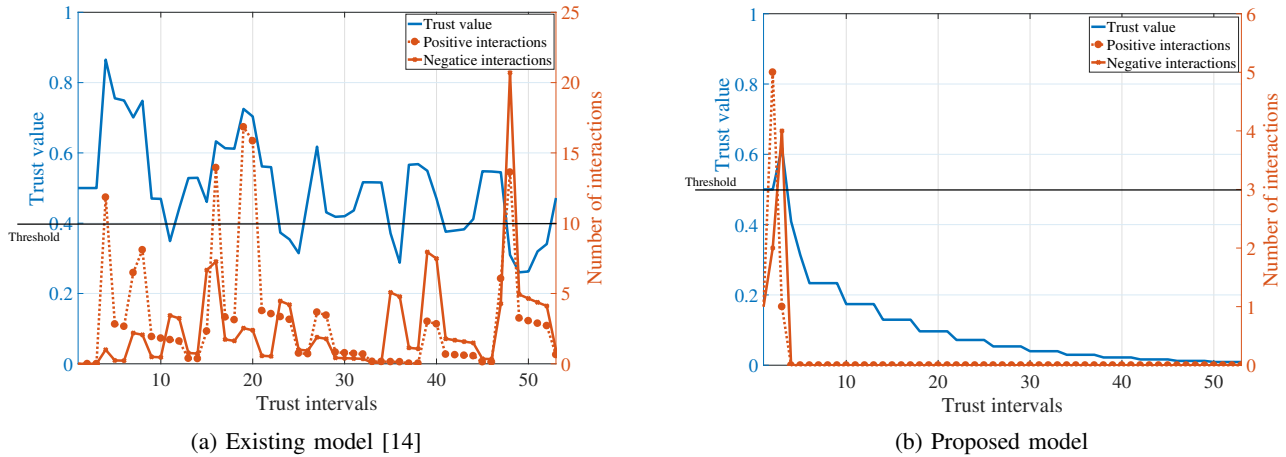 1
0.8
0.6
0.4
0.2
0
Trust value
Threshold
25
20
15
10
5
0
Number of interactions
Trust value
Positive interactions
Negatice interactions
10
20
30
40
50
Trust intervals
(a) Existing model [14]
1
0.8
0.6
0.4
0.2
0
Trust value
Threshold
6
5
4
3
2
1
0
Number of interactions
Trust value
Positive interactions
Negative interactions
10
20
30
40
50
Trust intervals
(b) Proposed model